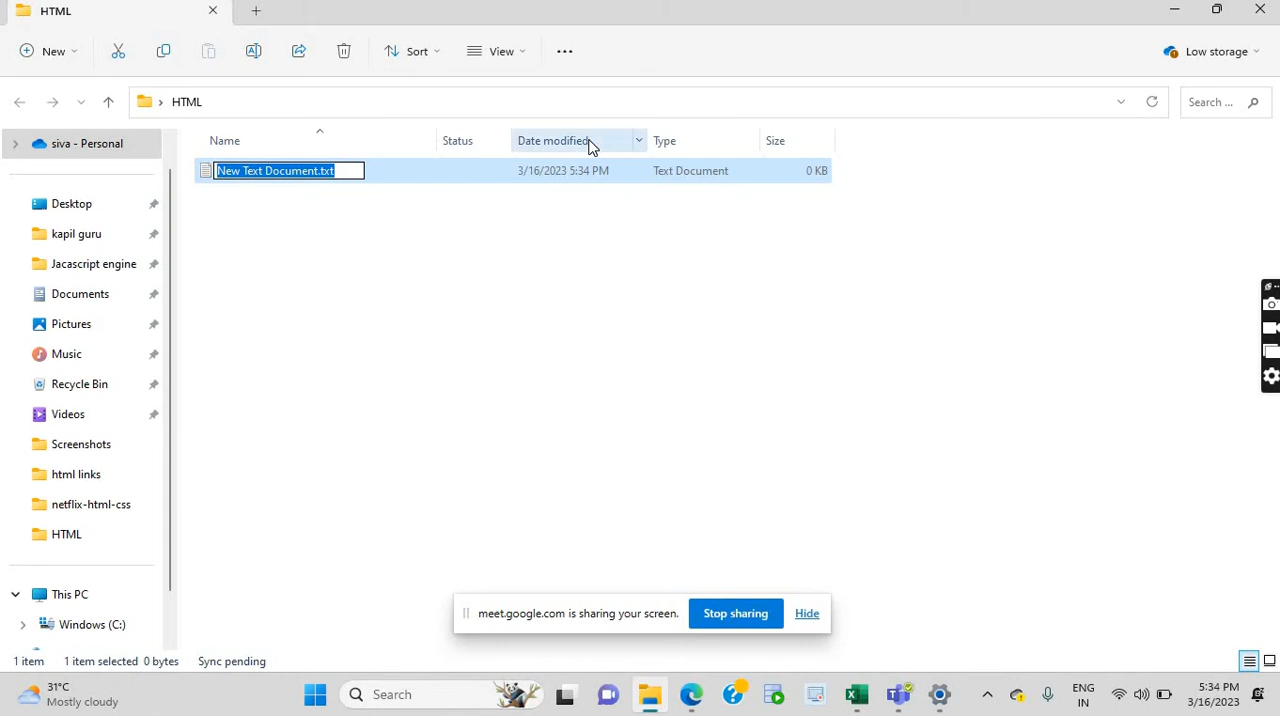 HTML
New
Sort
View
Low storage
HTML
Search ...
Name
Status
Date modified
Type
Size
New Text Document.txt
3/16/2023 5:34 PM
Text Document
0 KB
siva - Personal
Desktop
kapil guru
Jacascript engine
Documents
Pictures
Music
Recycle Bin
Videos
Screenshots
html links
netflix-html-css
HTML
This PC
Windows (C:)
meet.google.com is sharing your screen.
Stop sharing
Hide
1 item
1 item selected 0 bytes
Sync pending
31°C
Mostly cloudy
Search
ENG
IN
5:34 PM
3/16/2023